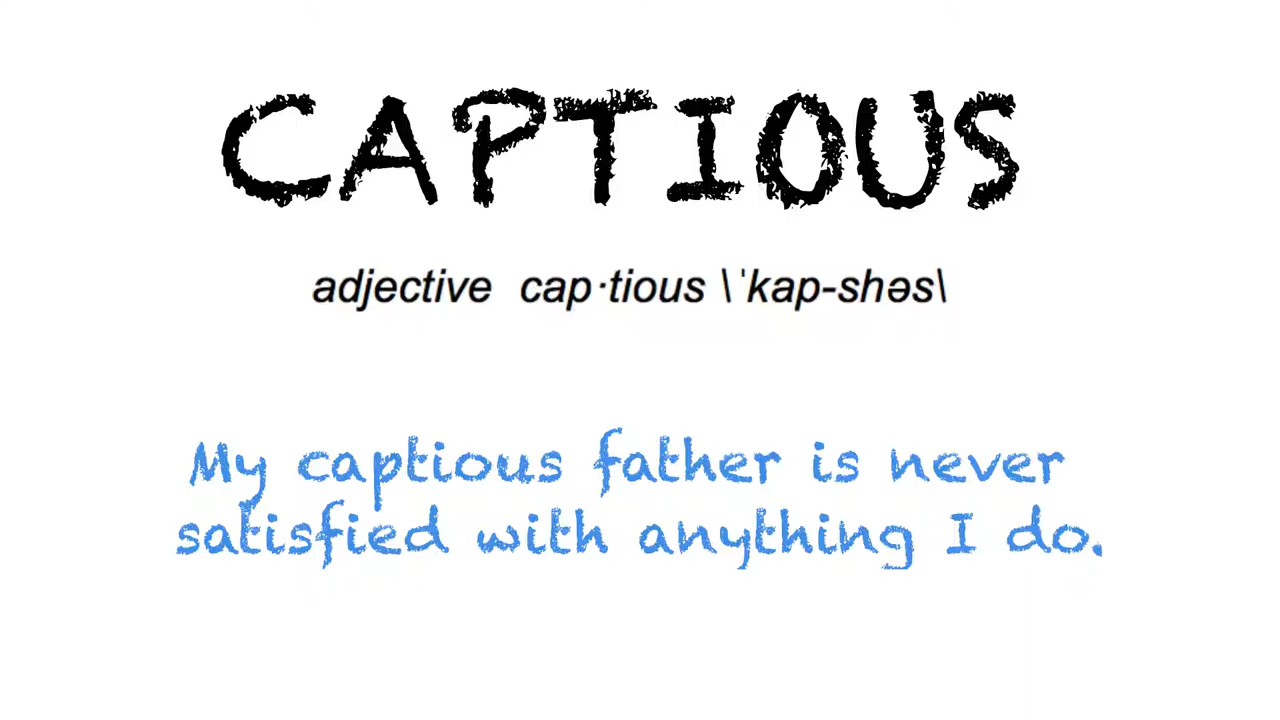 CAPTIOUS
adjective cap·tious \ˈkap-shəs\
My captious father is never
satisfied with anything I do.